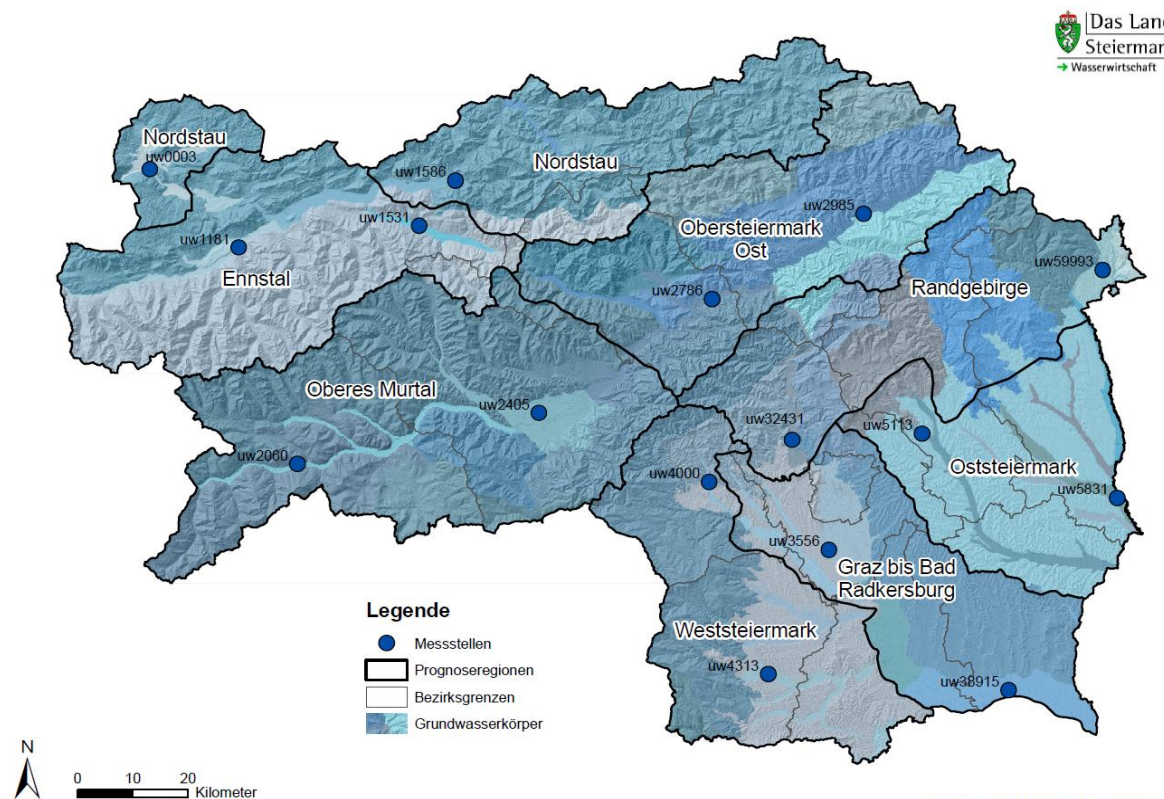 Das Lan
Steiermar
→ Wasserwirtschaft
Nordstau
uw0003
Nordstau
uw1586
uw1531
uw1181
Ennstal
uw2985
Obersteiermark
Ost
uw2786
uw59993
Randgebirge
Oberes Murtal
uw2405
uw2060
uw32431
uw5113
uw4000
Oststeiermark
uw5831
uw3556
Graz bis Bad
Radkersburg
Weststeiermark
uw4313
uw38915
Legende
Messstellen
Prognoseregionen
Bezirksgrenzen
Grundwasserkörper
N
0 10 20
Kilometer